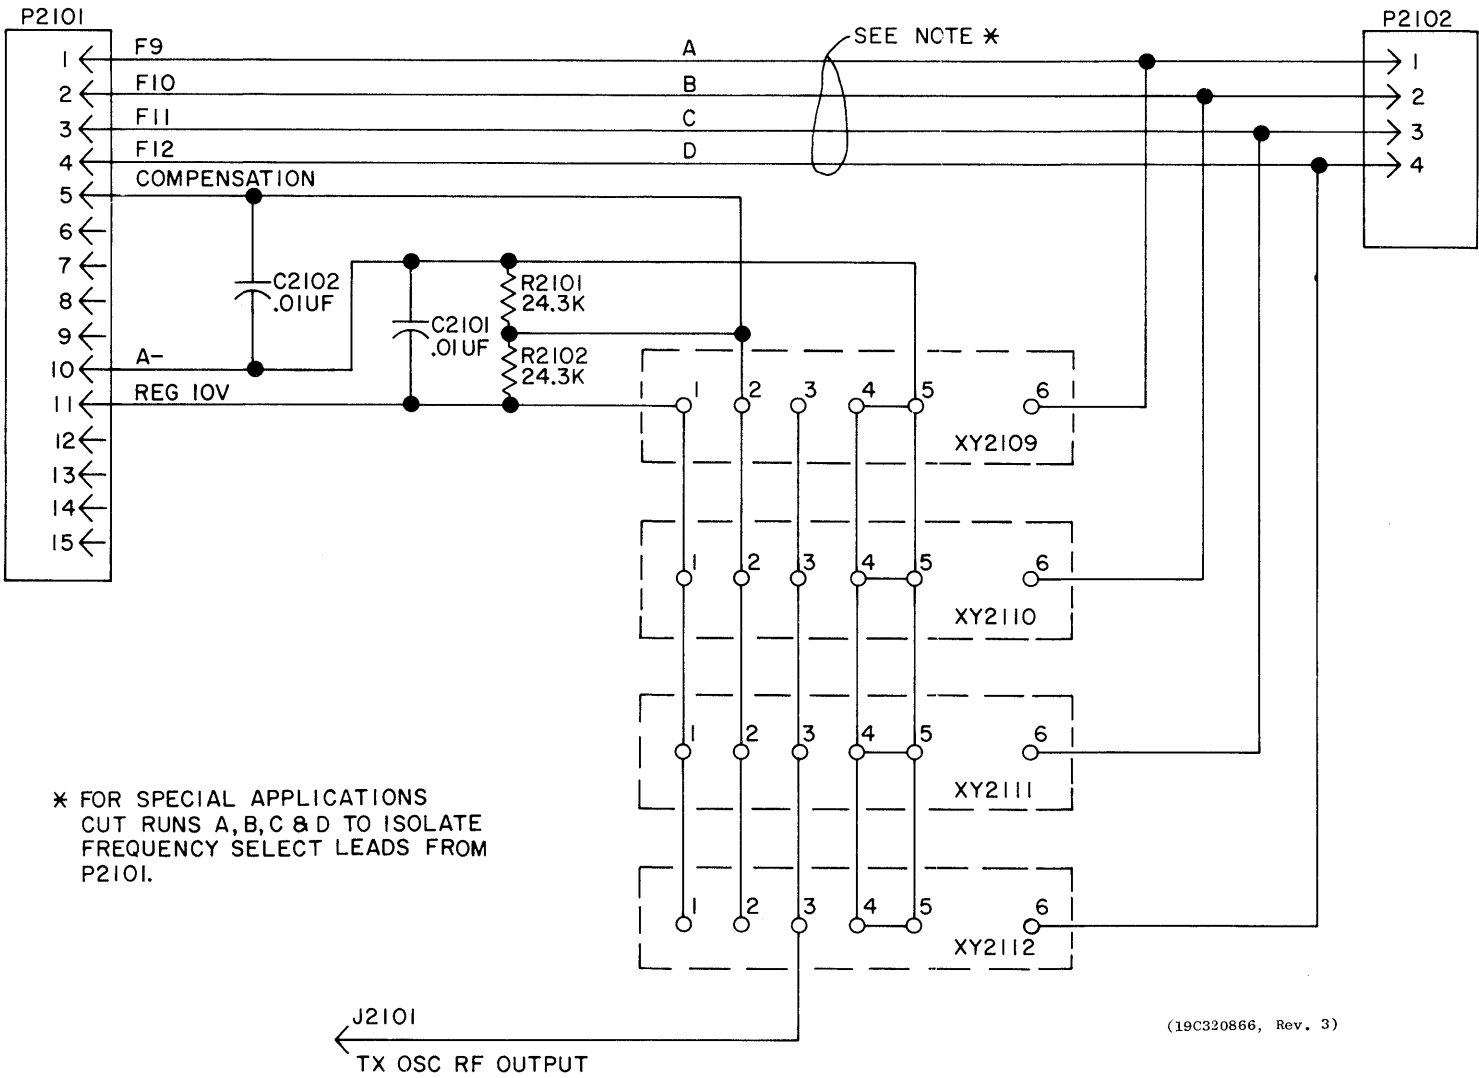 P2101
P2102
1 F9 A SEE NOTE * 1
2 F10 B 2
3 F11 C 3
4 F12 D 4
COMPENSATION
5
6
7
8
9
10 A-
11 REG 10V
12
13
14
15
C2102
.01UF
C2101
.01UF
R2101
24.3K
R2102
24.3K
1 2 3 4 5 6
XY2109
1 2 3 4 5 6
XY2110
1 2 3 4 5 6
XY2111
1 2 3 4 5 6
XY2112
* FOR SPECIAL APPLICATIONS
CUT RUNS A, B, C & D TO ISOLATE
FREQUENCY SELECT LEADS FROM
P2101.
J2101
TX OSC RF OUTPUT
(19C320866, Rev. 3)